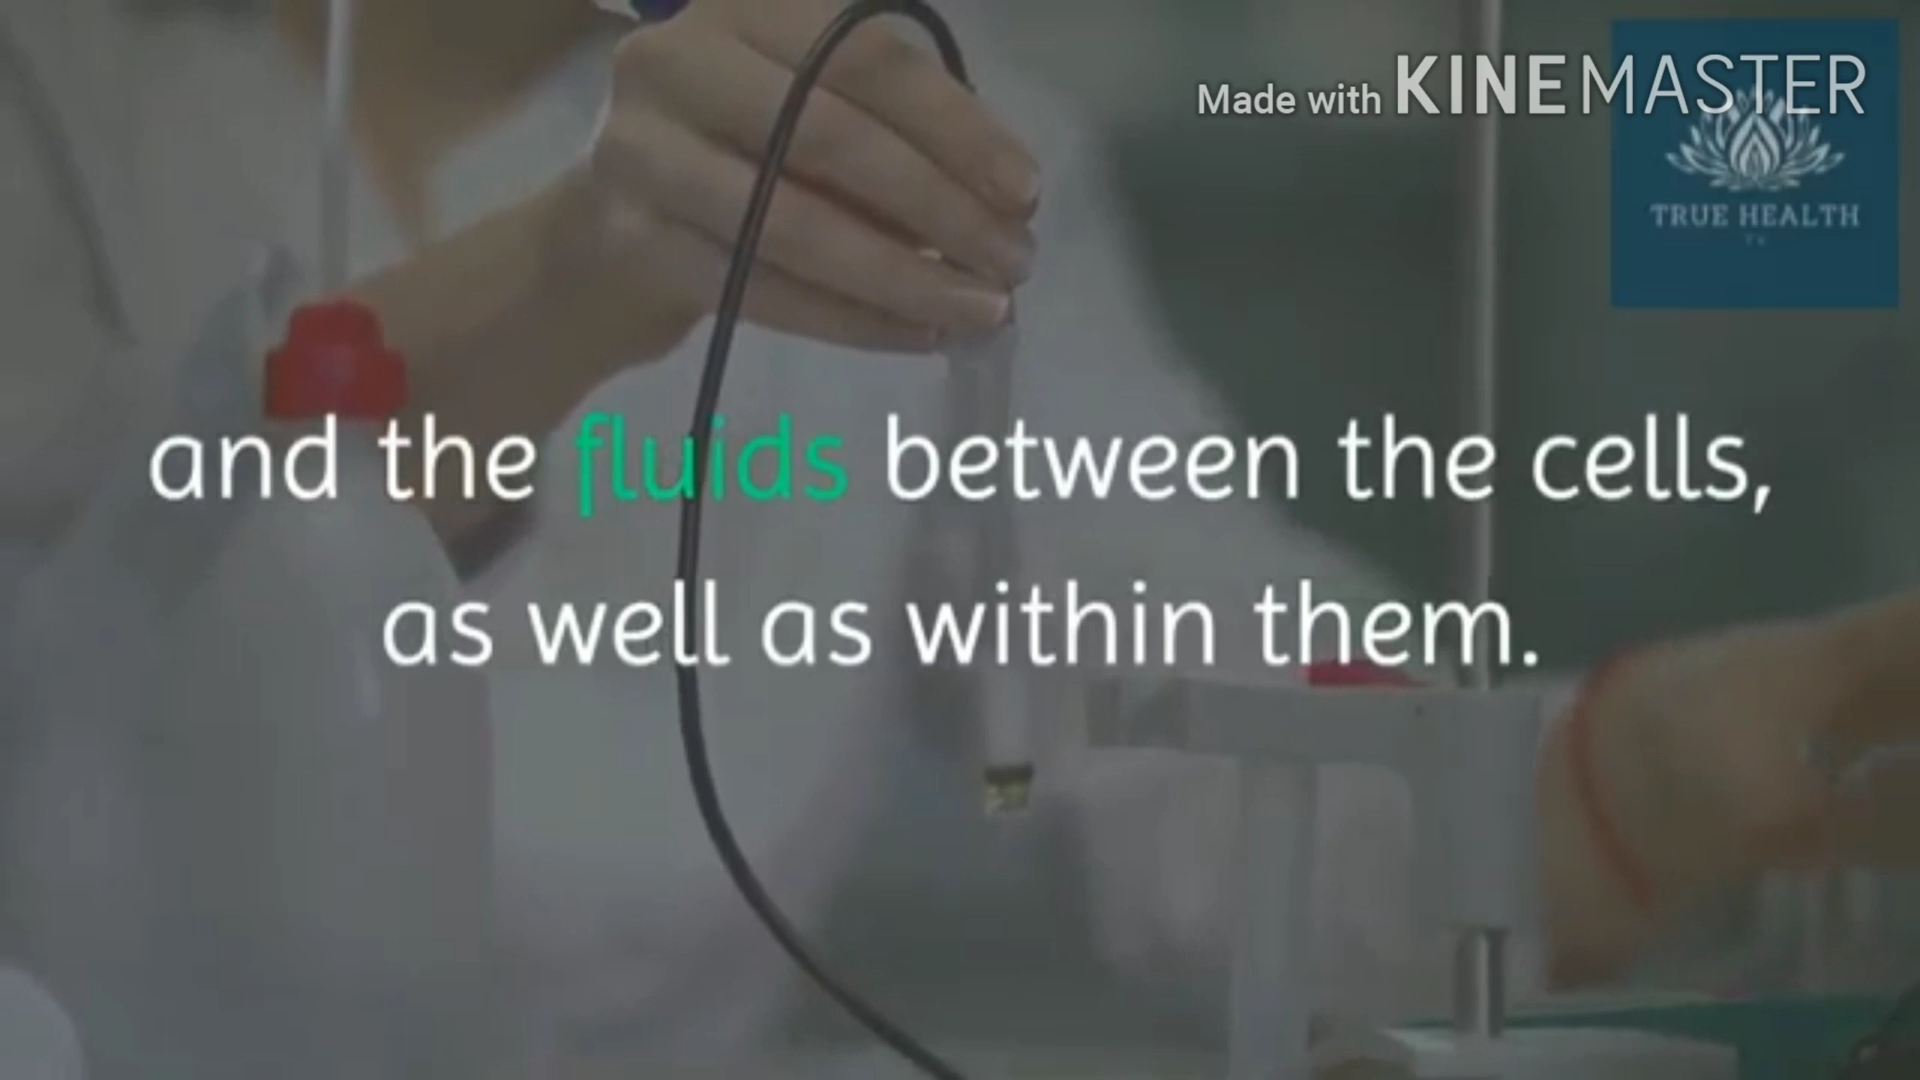 Made with KINEMASTER
TRUE HEALTH
and the fluids between the cells,
as well as within them.